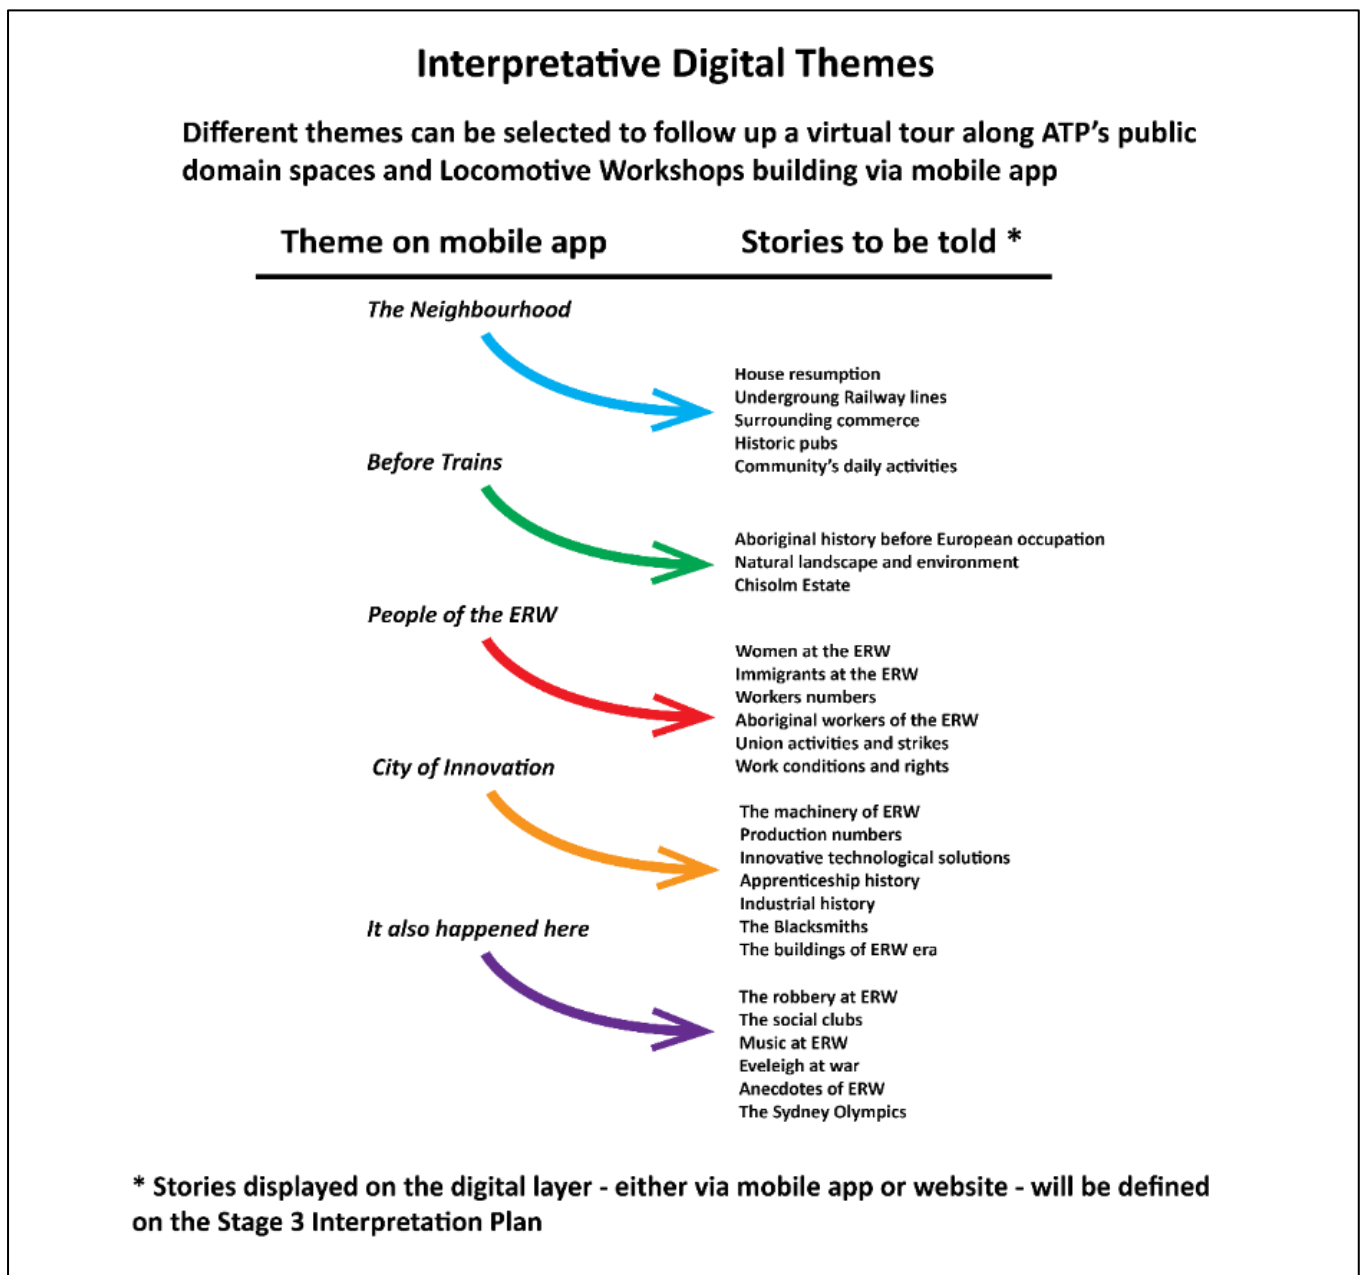 Interpretative Digital Themes
Different themes can be selected to follow up a virtual tour along ATP's public
domain spaces and Locomotive Workshops building via mobile app
Theme on mobile app
Stories to be told *
The Neighbourhood
House resumption
Undergroung Railway lines
Surrounding commerce
Historic pubs
Community's daily activities
Before Trains
Aboriginal history before European occupation
Natural landscape and environment
Chisolm Estate
People of the ERW
Women at the ERW
Immigrants at the ERW
Workers numbers
Aboriginal workers of the ERW
Union activities and strikes
Work conditions and rights
City of Innovation
The machinery of ERW
Production numbers
Innovative technological solutions
Apprenticeship history
Industrial history
The Blacksmiths
The buildings of ERW era
It also happened here
The robbery at ERW
The social clubs
Music at ERW
Eveleigh at war
Anecdotes of ERW
The Sydney Olympics
* Stories displayed on the digital layer - either via mobile app or website - will be defined
on the Stage 3 Interpretation Plan